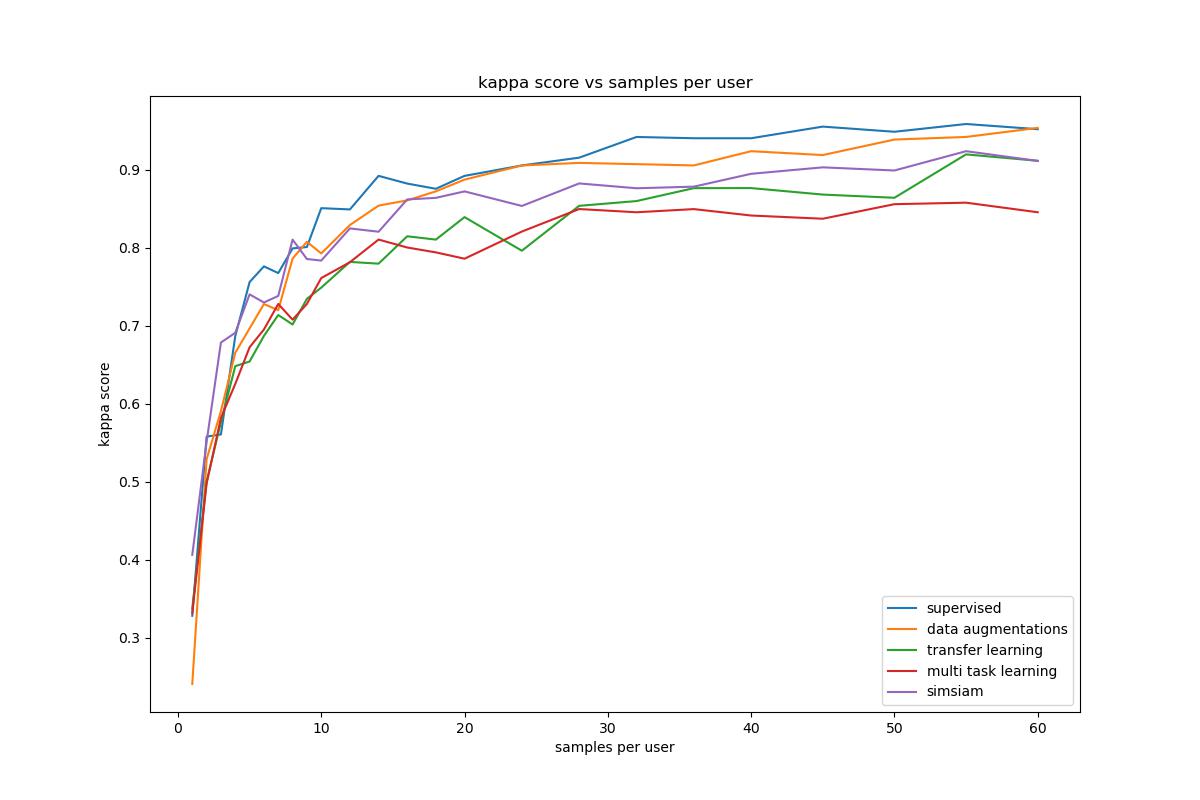 kappa score vs samples per user
kappa score
0.9
0.8
0.7
0.6
0.5
0.4
0.3
0
10
20
30
40
50
60
samples per user
supervised
data augmentations
transfer learning
multi task learning
simsiam